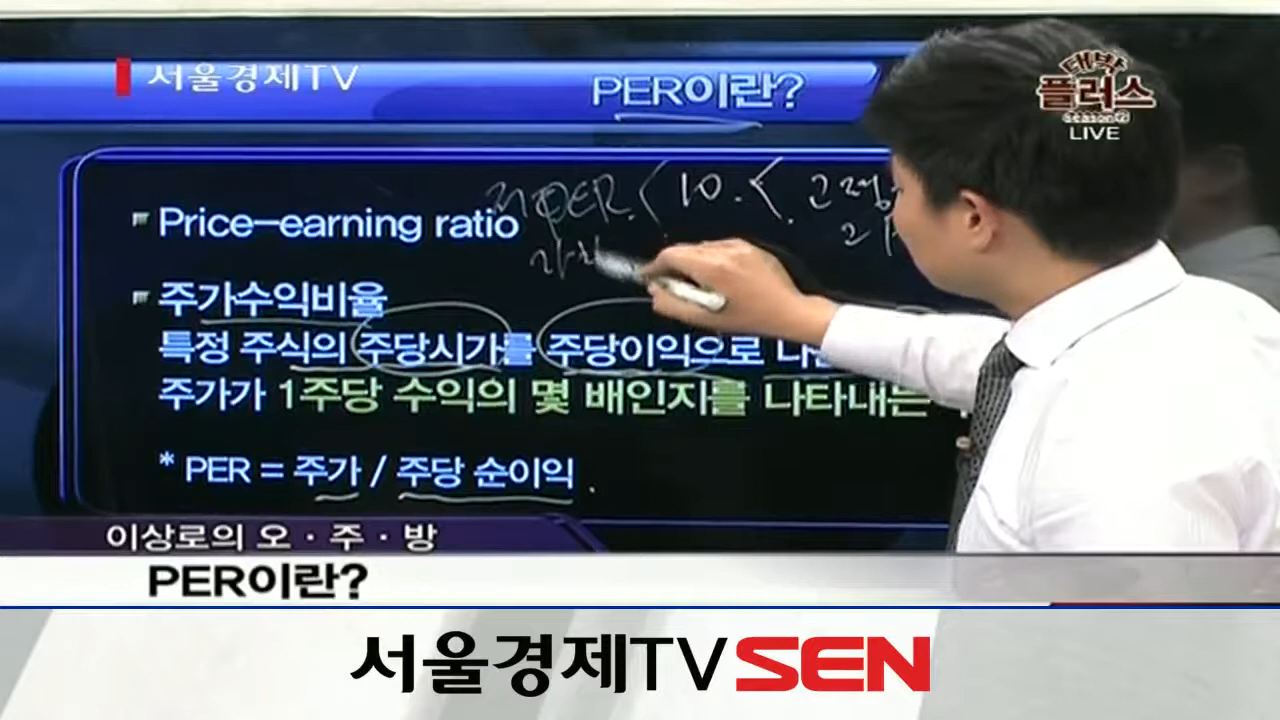 서울경제TV
PER이란?
대박
플러스
season2
LIVE
PER < 10. <
Price-earning ratio
주가수익비율
특정 주식의 주당시가를 주당이익으로
주가가 1주당 수익의 몇 배인지를 나타내는
* PER = 주가 / 주당 순이익
이상로의 오·주·방
PER이란?
서울경제TV SEN